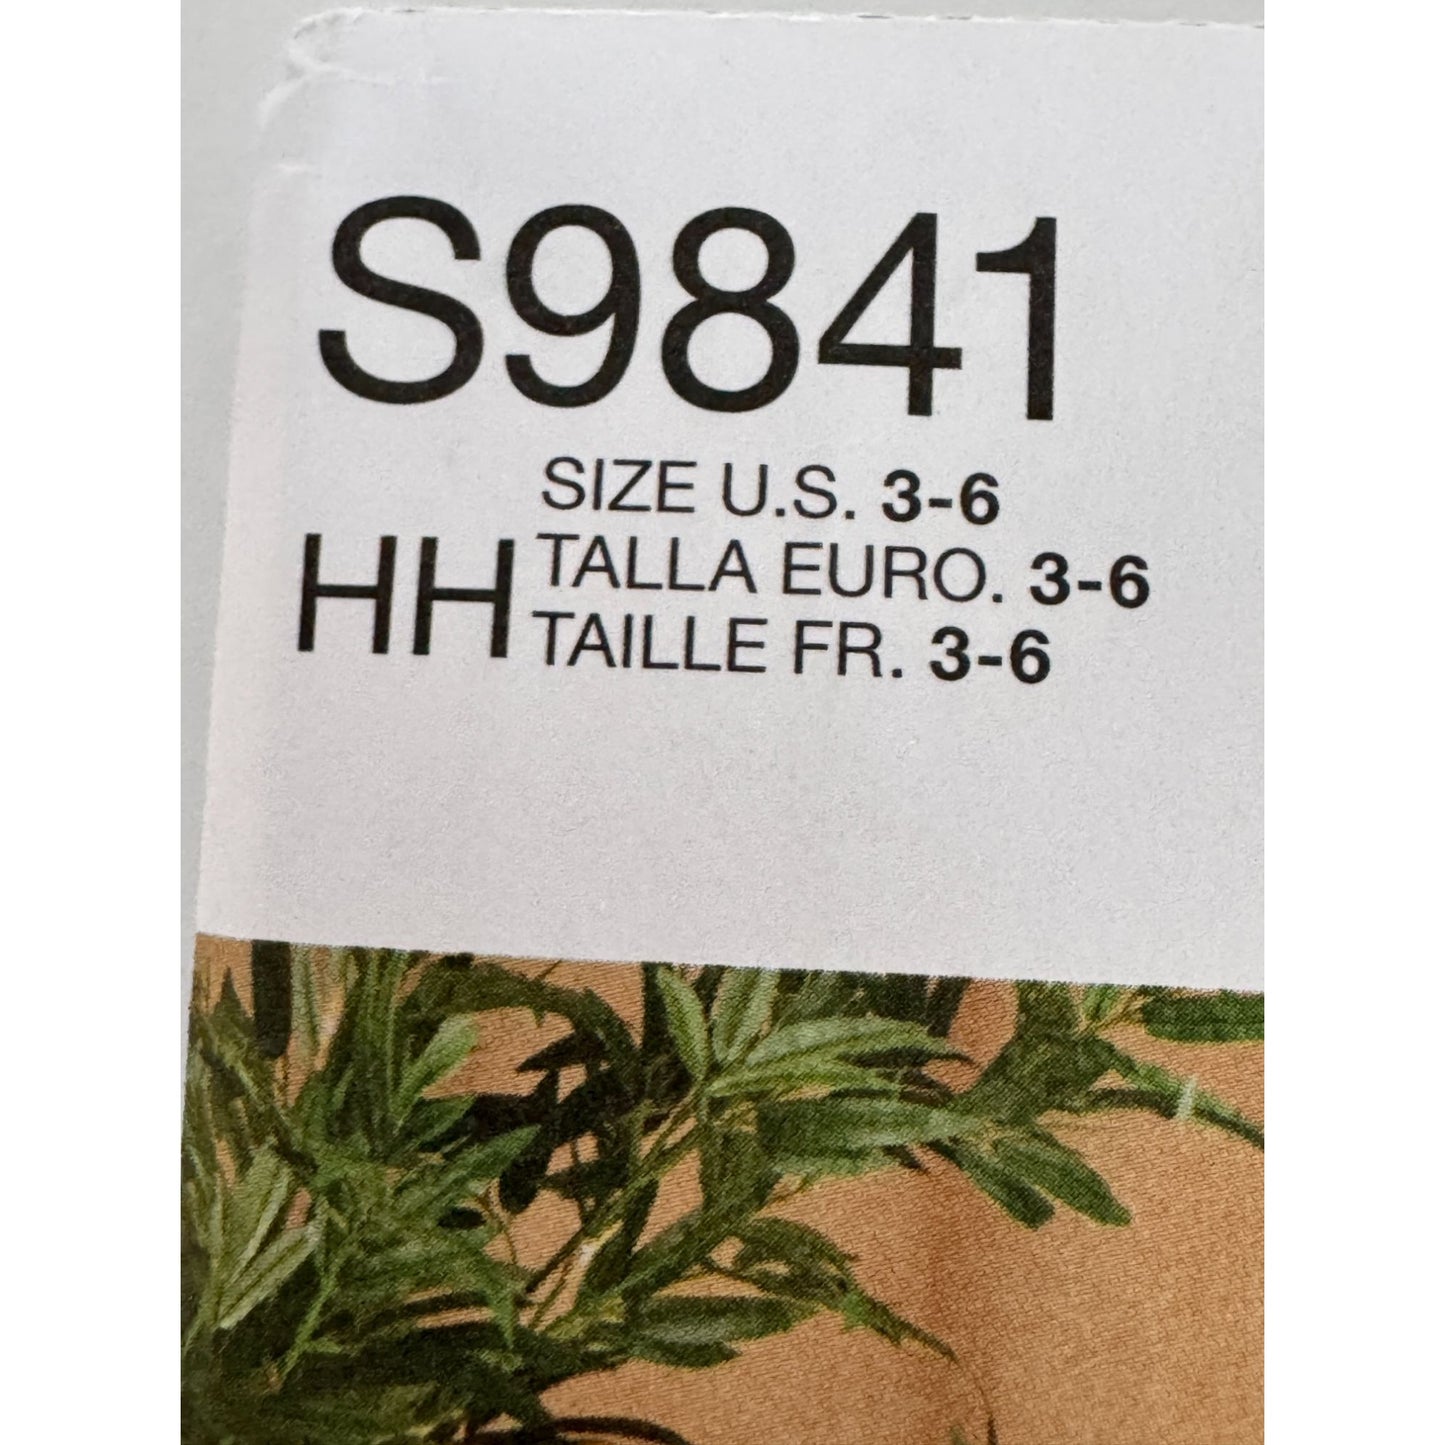 S9841
SIZE U.S. 3-6
HH TALLA EURO. 3-6
TAILLE FR. 3-6